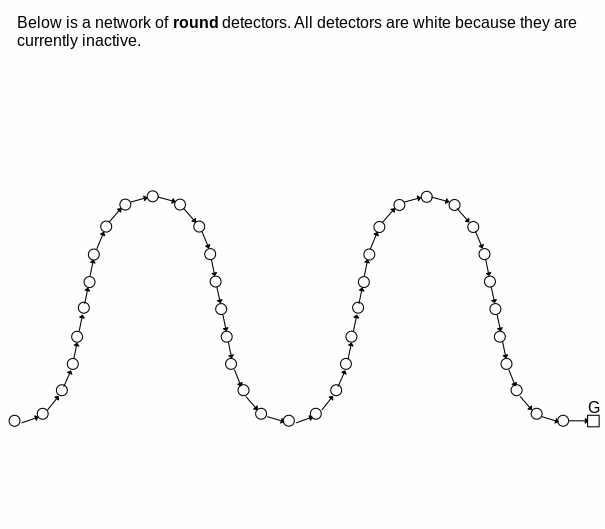 Below is a network of round detectors. All detectors are white because they are
currently inactive.
G